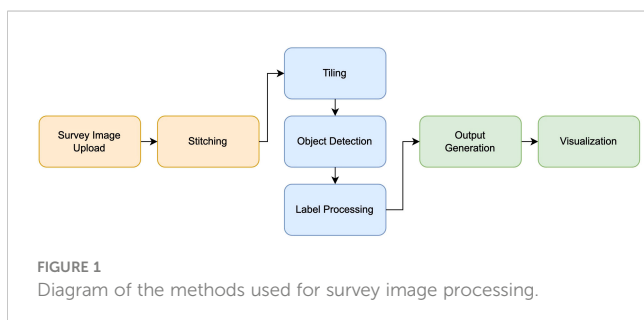 Survey Image
Upload
Stitching
Tiling
Object Detection
Label Processing
Output
Generation
Visualization
FIGURE 1
Diagram of the methods used for survey image processing.